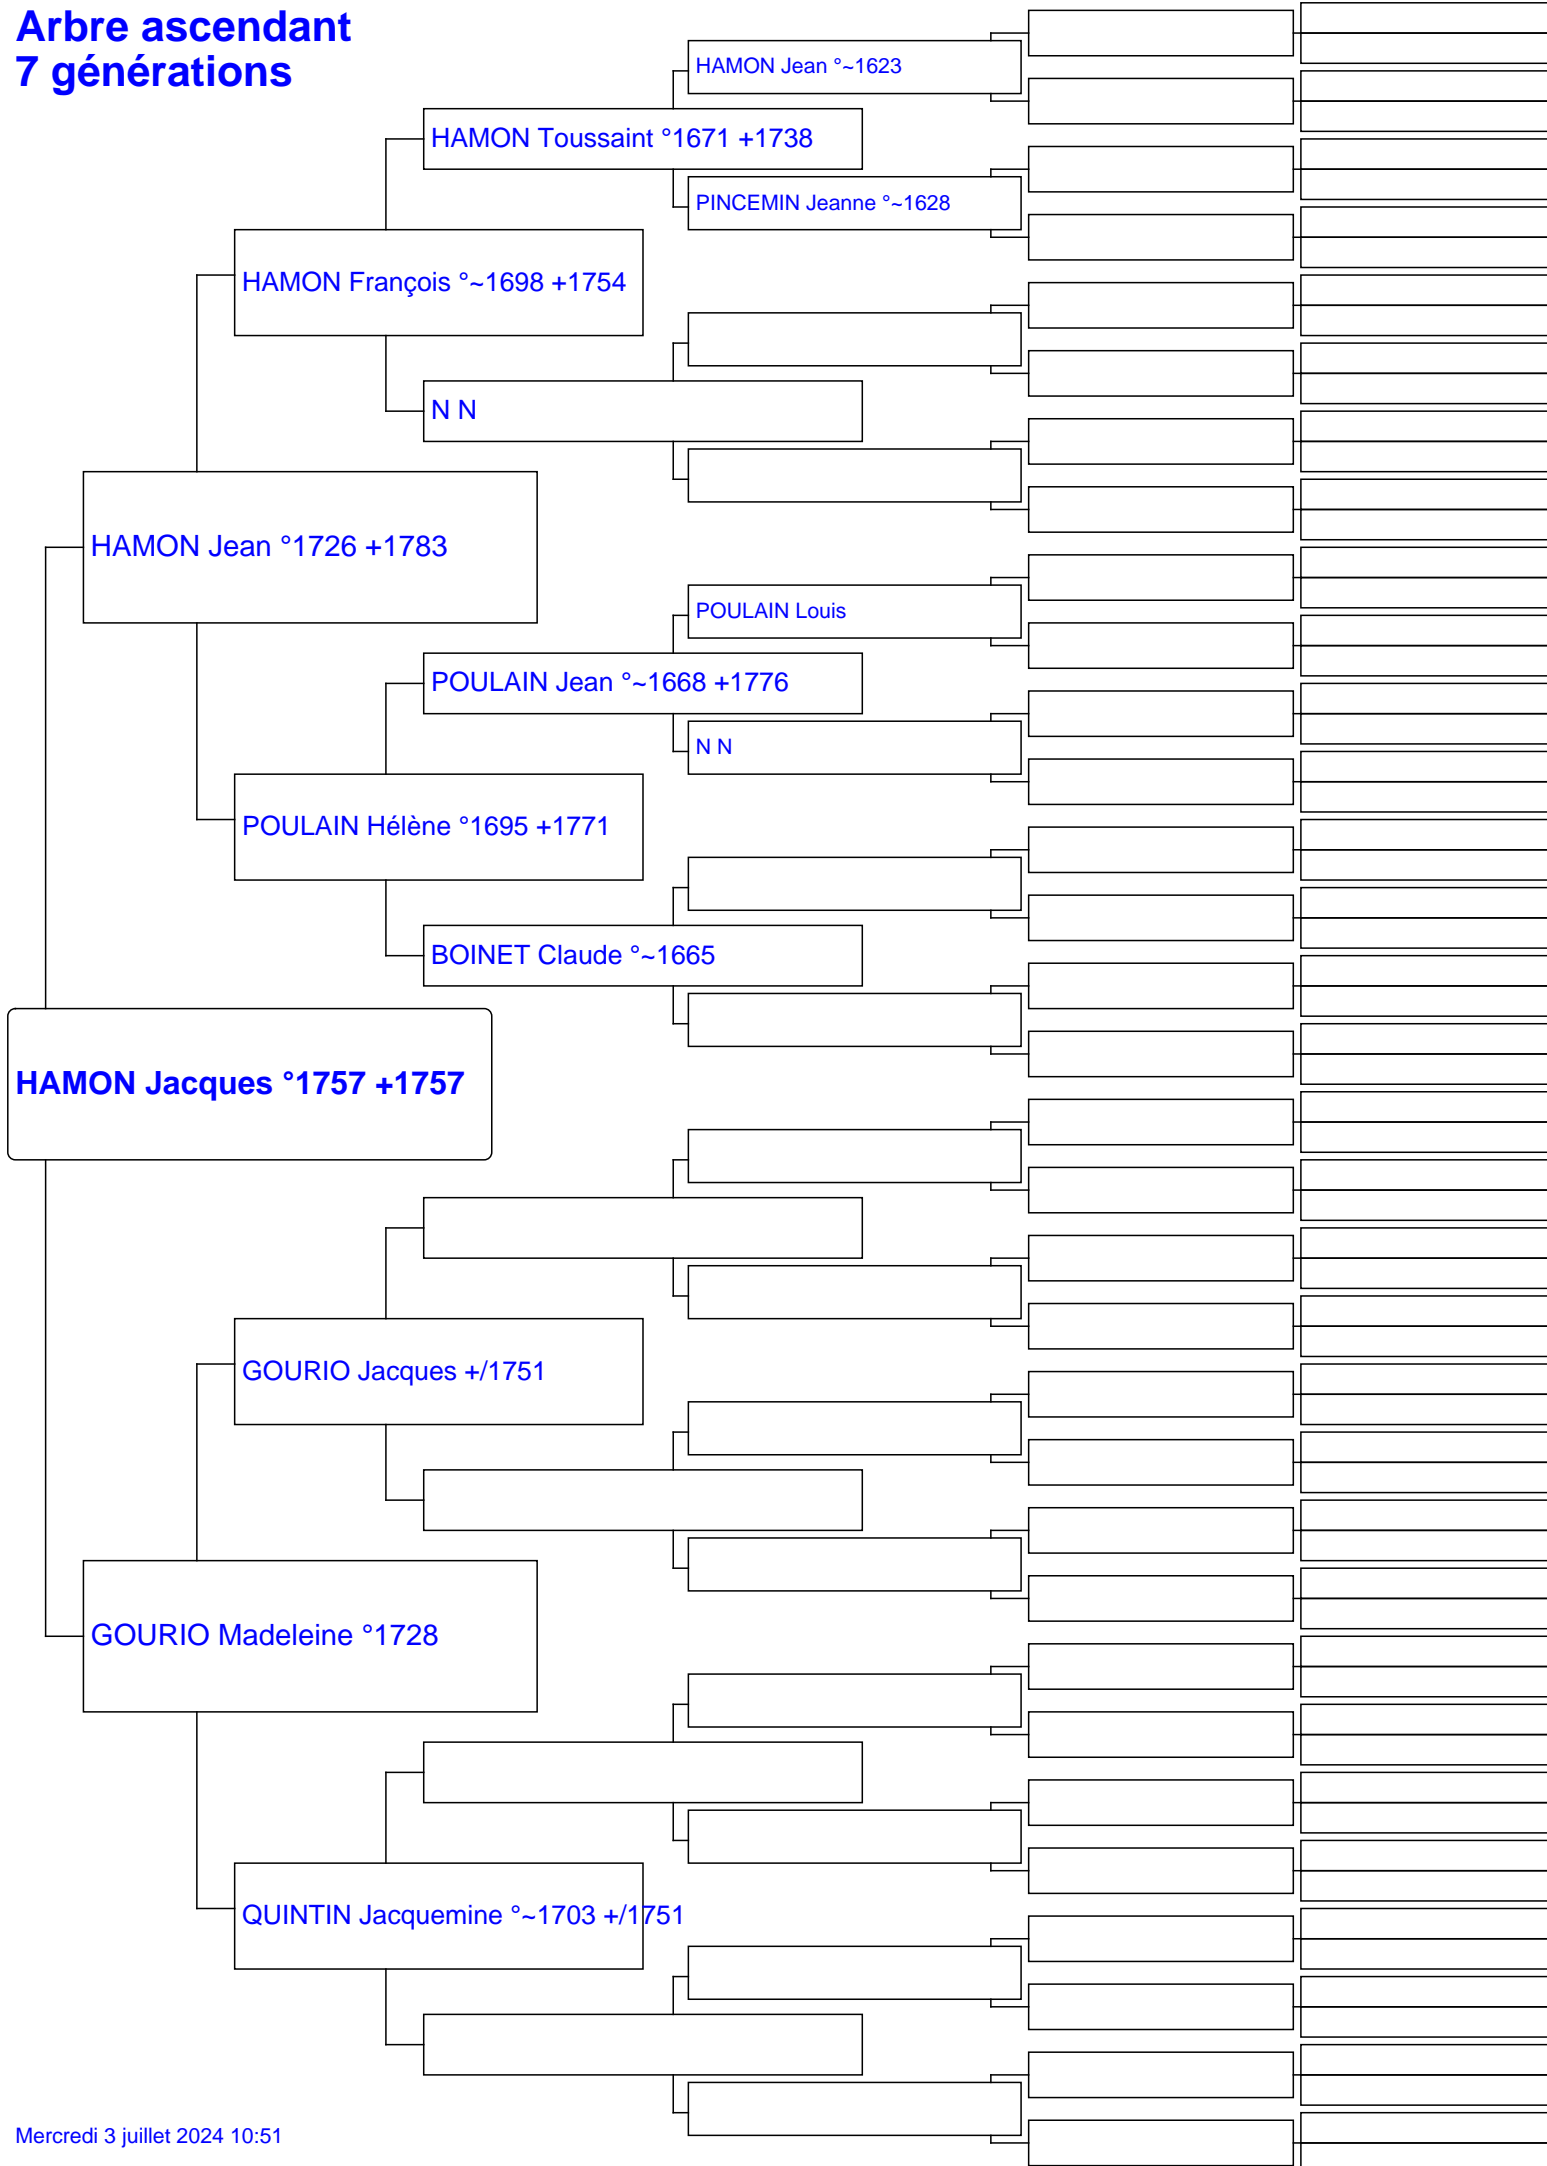 Arbre ascendant
7 générations
HAMON Jean °~1623
HAMON Toussaint °1671 +1738
PINCEMIN Jeanne °~1628
HAMON François °~1698 +1754
N N
HAMON Jean °1726 +1783
POULAIN Louis
POULAIN Jean °~1668 +1776
N N
POULAIN Hélène °1695 +1771
BOINET Claude °~1665
HAMON Jacques °1757 +1757
GOURIO Jacques +/1751
GOURIO Madeleine °1728
QUINTIN Jacquemine °~1703 +/1751
Mercredi 3 juillet 2024 10:51